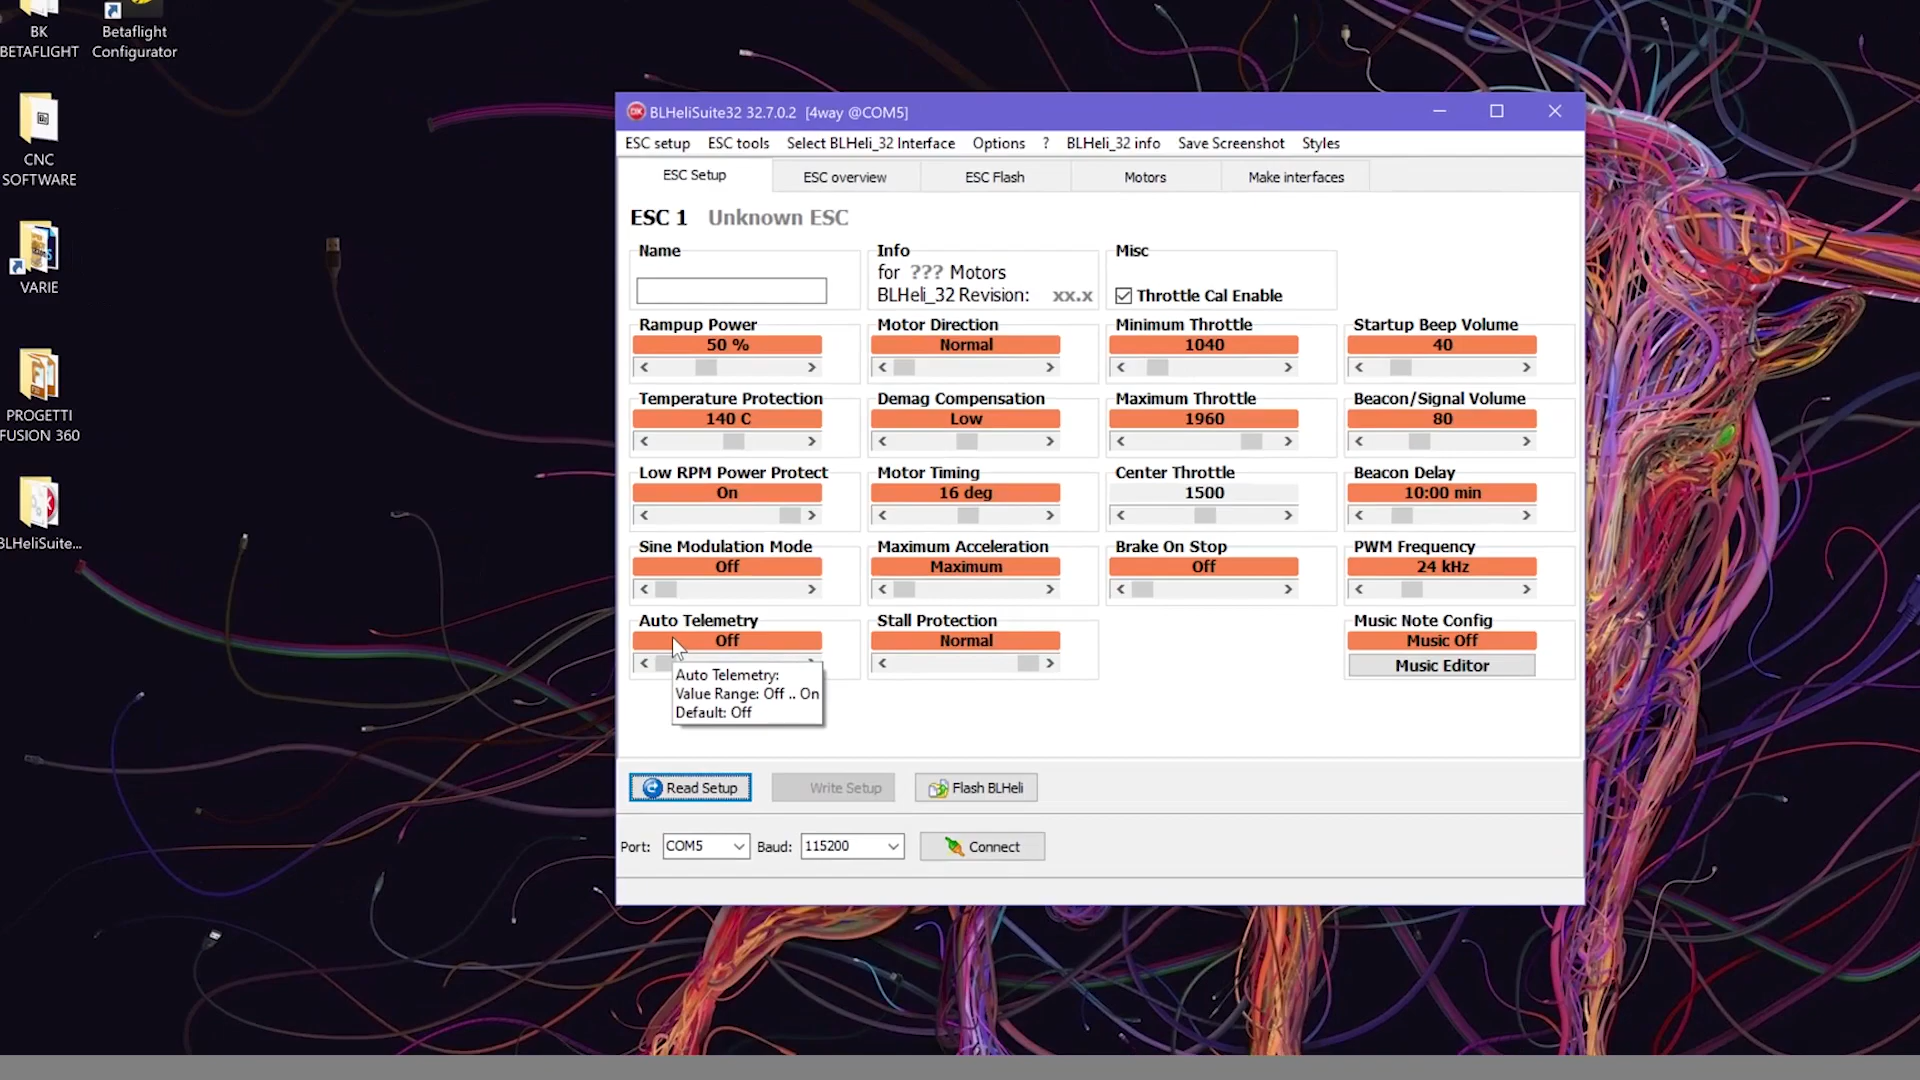 BK
BETAFLIGHT
Betaflight
Configurator
CNC
SOFTWARE
VARIE
PROGETTI
FUSION 360
BLHeliSuite...
BLHeliSuite32 32.7.0.2 [4way @COM5]
ESC setup ESC tools Select BLHeli_32 Interface Options ? BLHeli_32 info Save Screenshot Styles
ESC Setup ESC overview ESC Flash Motors Make interfaces
ESC 1 Unknown ESC
Name Info Misc
for ??? Motors
BLHeli_32 Revision: xx.x Throttle Cal Enable
Rampup Power Motor Direction Minimum Throttle Startup Beep Volume
50 % Normal 1040 40
Temperature Protection Demag Compensation Maximum Throttle Beacon/Signal Volume
140 C Low 1960 80
Low RPM Power Protect Motor Timing Center Throttle Beacon Delay
On 16 deg 1500 10:00 min
Sine Modulation Mode Maximum Acceleration Brake On Stop PWM Frequency
Off Maximum Off 24 kHz
Auto Telemetry Stall Protection Music Note Config
Off Normal Music Off
Music Editor
Auto Telemetry:
Value Range: Off .. On
Default: Off
Read Setup Write Setup Flash BLHeli
Port: COM5 Baud: 115200 Connect